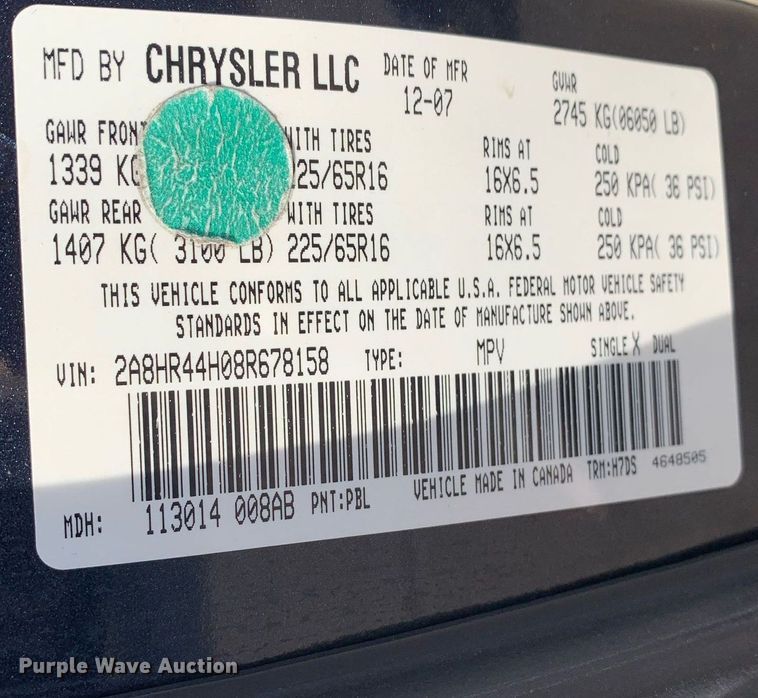 MFD BY CHRYSLER LLC DATE OF MFR GVWR
12-07 2745 KG(06050 LB)
GAWR FRONT WITH TIRES RIMS AT COLD
1339 KG 225/65R16 16X6.5 250 KPA( 36 PSI)
GAWR REAR WITH TIRES RIMS AT COLD
1407 KG( 3100 LB) 225/65R16 16X6.5 250 KPA( 36 PSI)
THIS VEHICLE CONFORMS TO ALL APPLICABLE U.S.A. FEDERAL MOTOR VEHICLE SAFETY
STANDARDS IN EFFECT ON THE DATE OF MANUFACTURE SHOWN ABOVE.
VIN: 2A8HR44H08R678158 TYPE: MPV SINGLE X DUAL
MDH: 113014 008AB PNT:PBL VEHICLE MADE IN CANADA TRM:H7DS 4648505
Purple Wave Auction